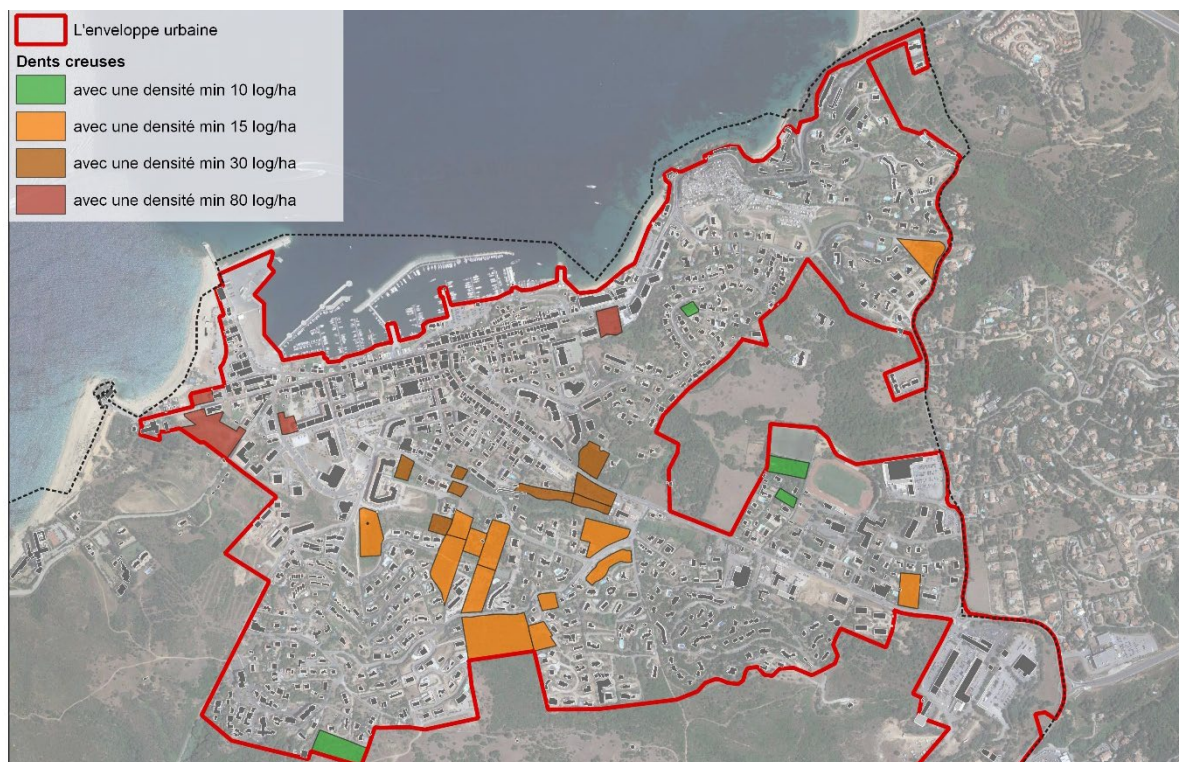 L'enveloppe urbaine
Dents creuses
avec une densité min 10 log/ha
avec une densité min 15 log/ha
avec une densité min 30 log/ha
avec une densité min 80 log/ha